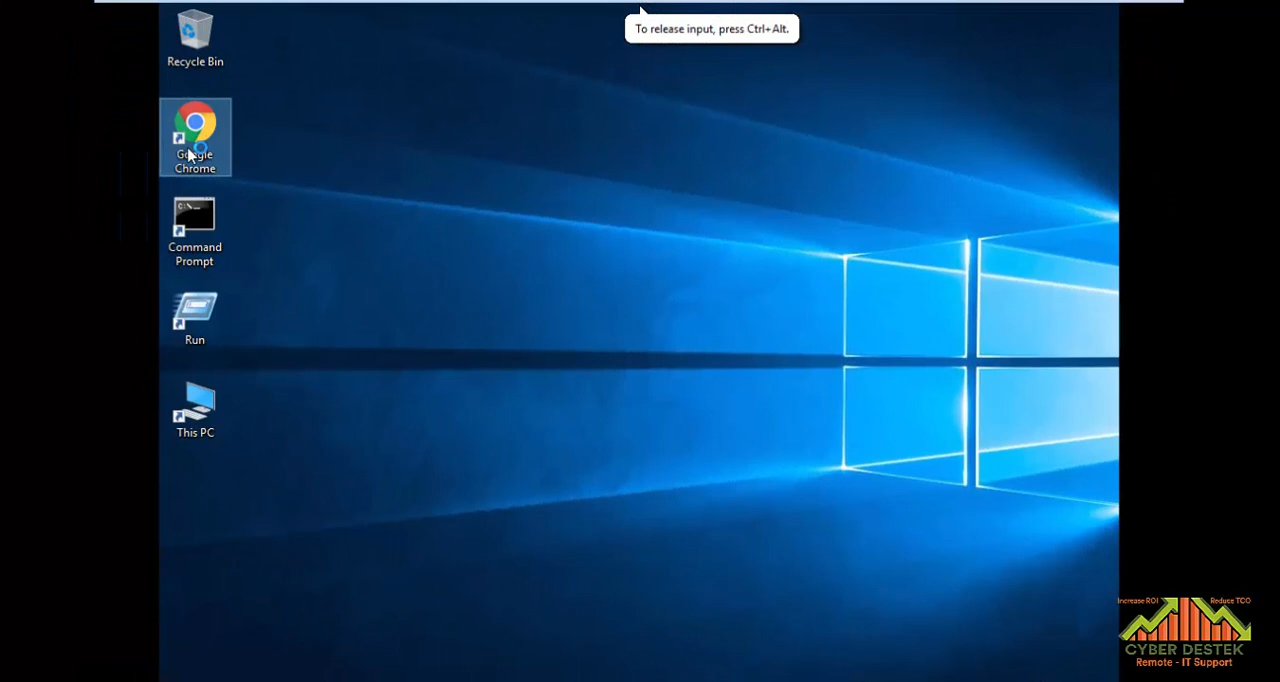 To release input, press Ctrl+Alt.
Recycle Bin
Google
Chrome
C:\
Command
Prompt
Run
This PC
Increase ROI
Reduce TCO
CYBER DESTEK
Remote - IT Support